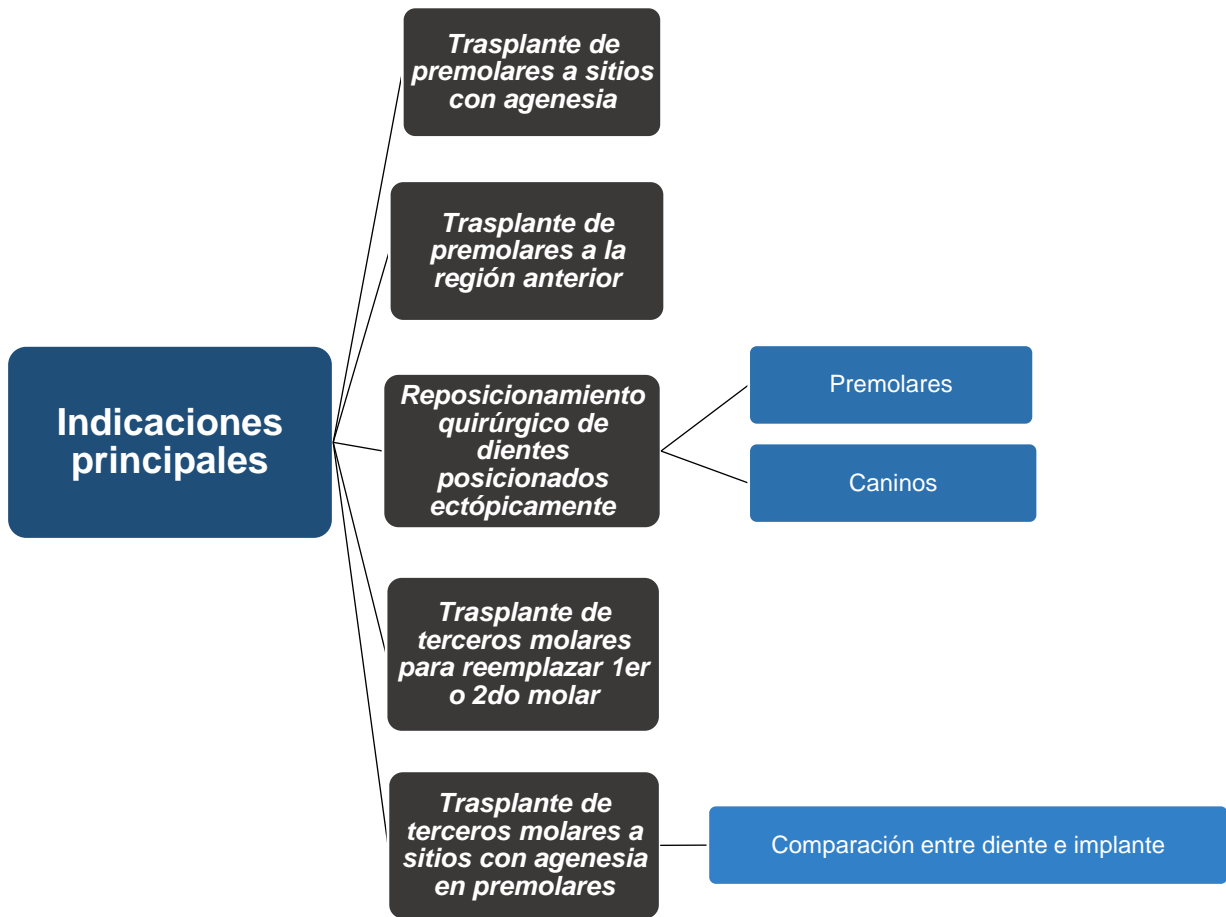 Trasplante de
premolares a sitios
con agenesia
Trasplante de
premolares a la
región anterior
Indicaciones
principales
Reposicionamiento
quirúrgico de
dientes
posicionados
ectópicamente
Premolares
Caninos
Trasplante de
terceros molares
para reemplazar 1er
o 2do molar
Trasplante de
terceros molares a
sitios con agenesia
en premolares
Comparación entre diente e implante